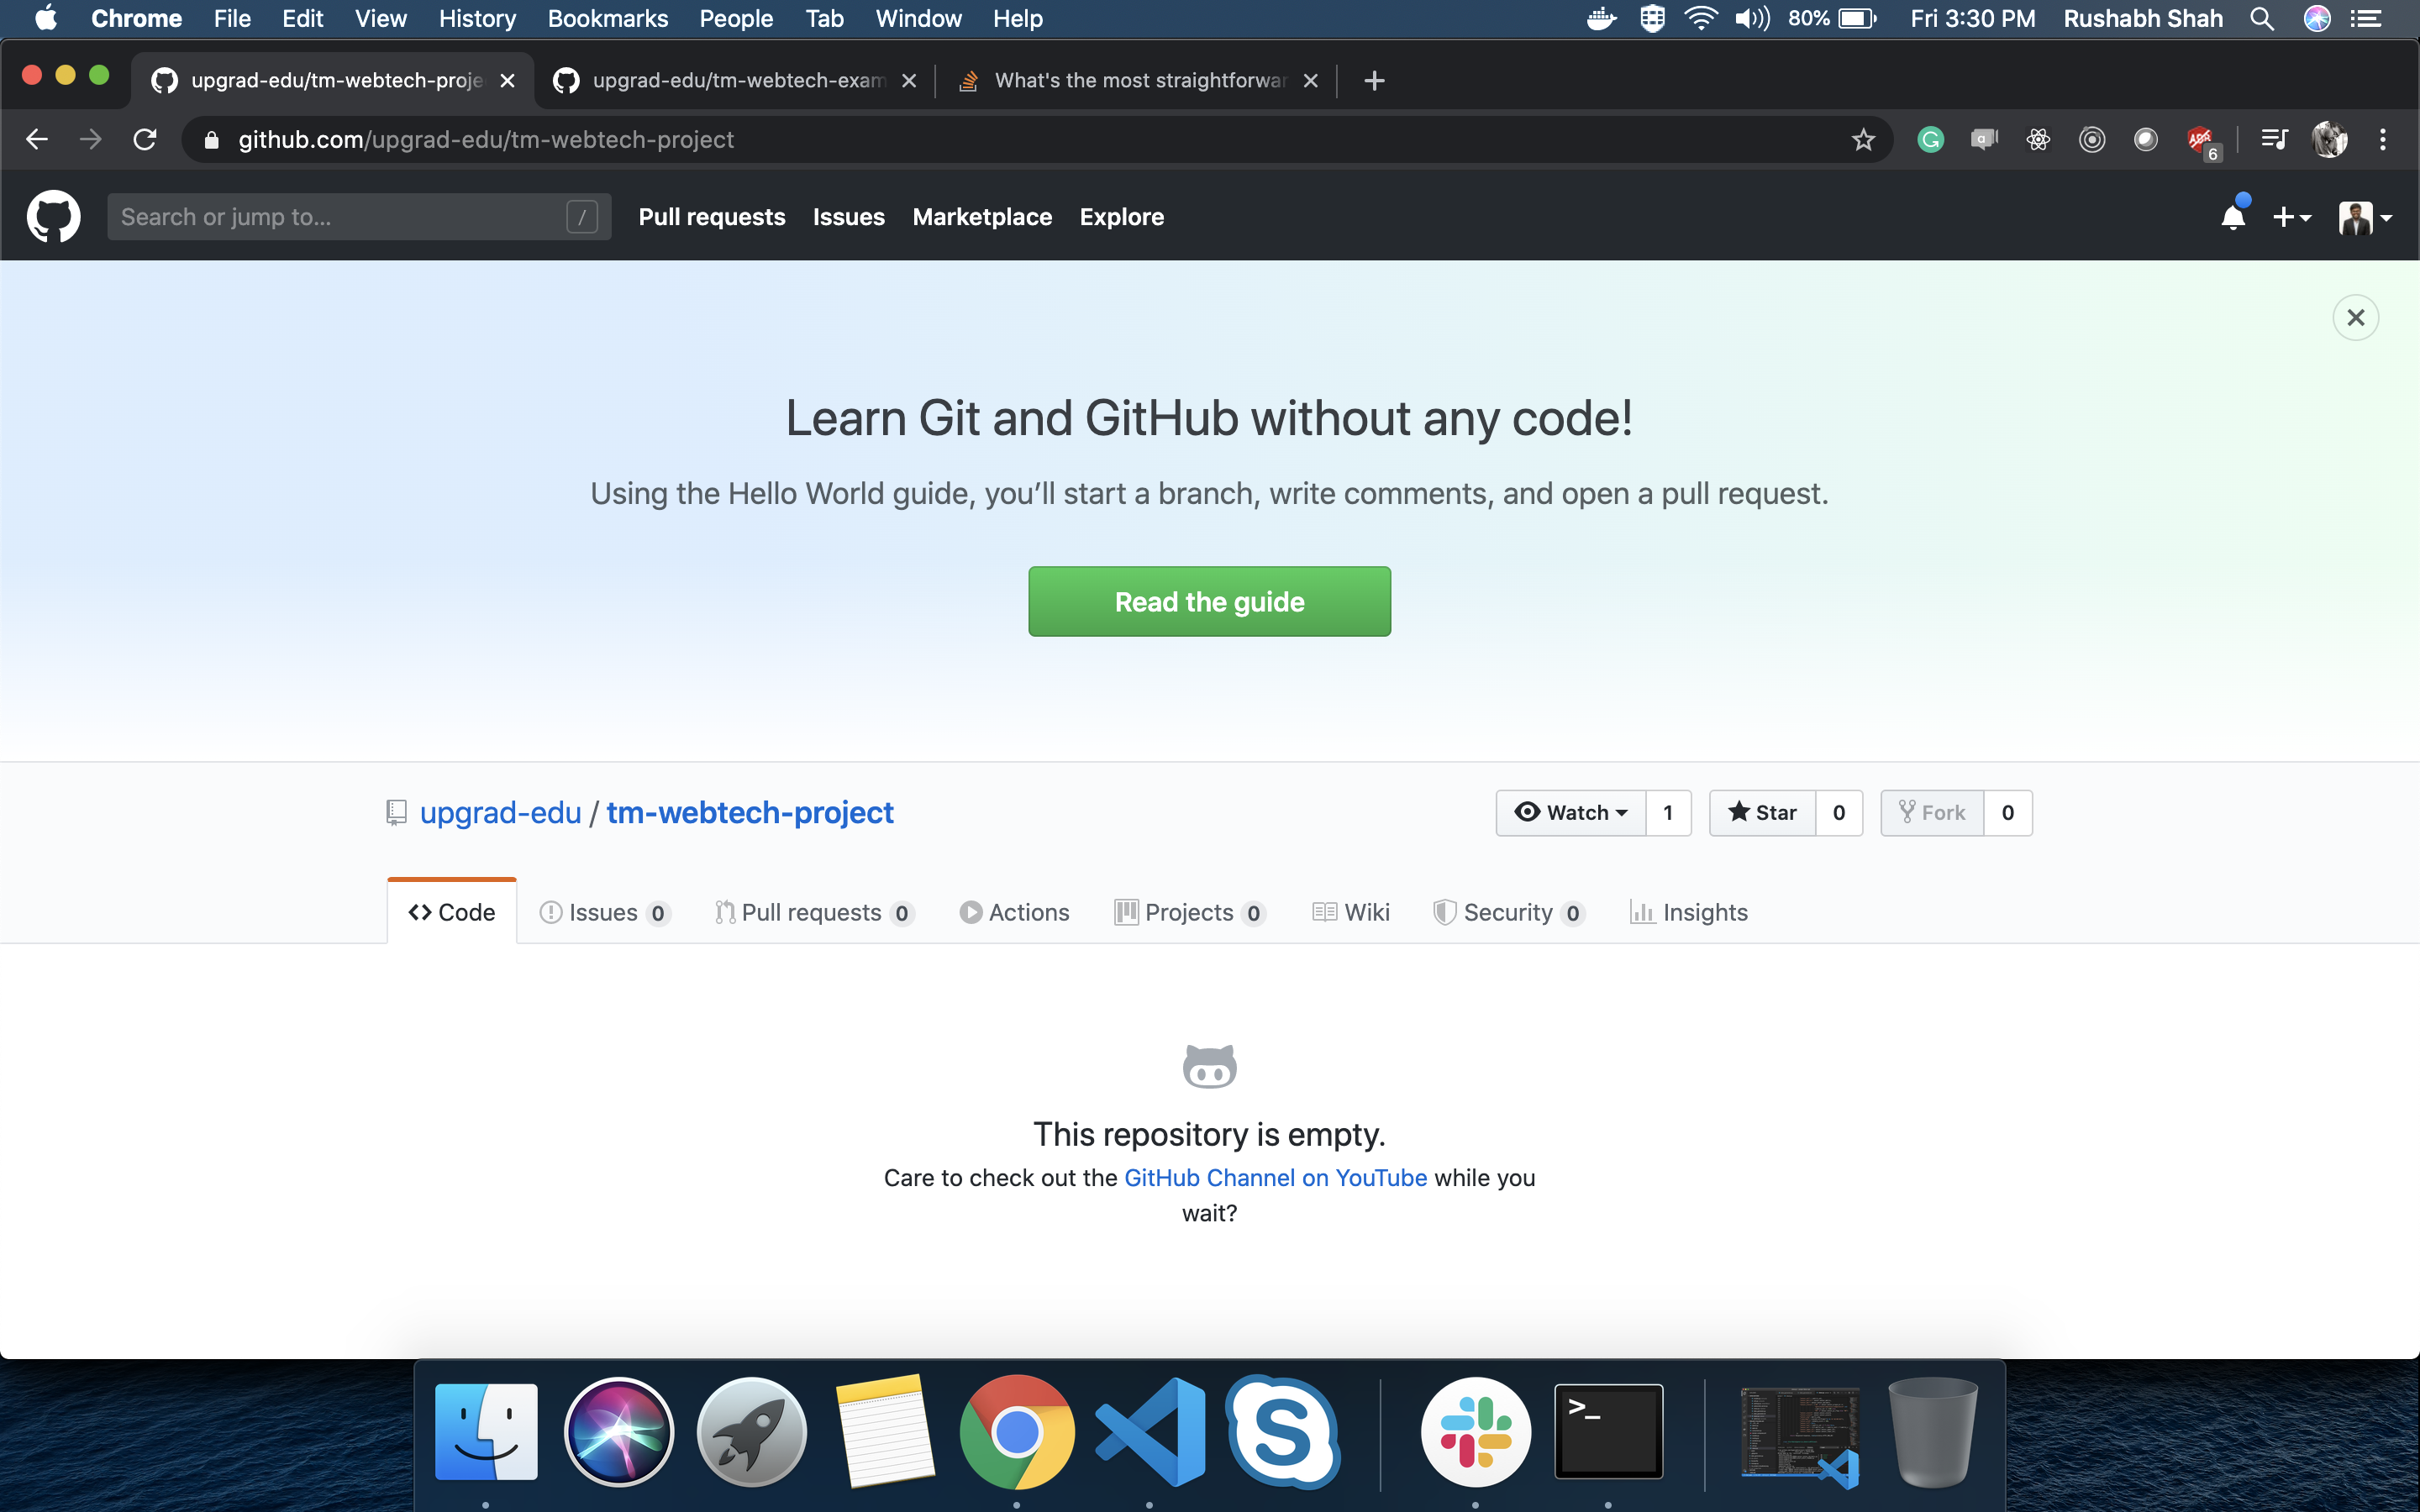 Chrome File Edit View History Bookmarks People Tab Window Help 80% Fri 3:30 PM Rushabh Shah
upgrad-edu/tm-webtech-proje upgrad-edu/tm-webtech-exam What's the most straightforwar
github.com/upgrad-edu/tm-webtech-project ABP 6
Search or jump to... / Pull requests Issues Marketplace Explore
Learn Git and GitHub without any code!
Using the Hello World guide, you’ll start a branch, write comments, and open a pull request.
Read the guide
upgrad-edu / tm-webtech-project Watch 1 Star 0 Fork 0
Code Issues 0 Pull requests 0 Actions Projects 0 Wiki Security 0 Insights
This repository is empty.
Care to check out the GitHub Channel on YouTube while you
wait?